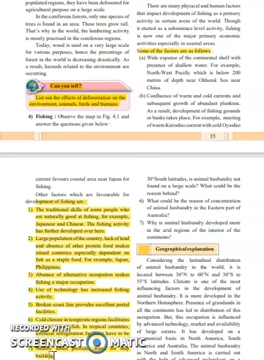 populated regions, they have been deforested for
agricultural purpose on a large scale.
In the coniferous forests, only one species of
trees is found in an area. These trees grow tall.
That's why in the world, the lumbering activity
is mostly practised in the coniferous regions.
Today, wood is used on a very large scale
for various purposes, hence the percentage of
forest in the world is decreasing drastically. As
a result, hazards related to the environment are
occurring.
Can you tell?
List out the effects of deforestation on the
environment, animals, birds and humans.
4) Fishing : Observe the map in Fig. 4.1 and
answer the questions given below :
There are many physical and human factors
that impact development of fishing as a primary
activity in certain areas of the world. Though
it is started as a subsistence level activity, fishing
is now one of the major primary economic
activities especially in coastal areas.
Some of the factors are as follows :
(a) Wide expanse of the continental shelf with
presence of shallow water. For example,
North-West Pacific which is below 200
metres of depth near Okhotsk Sea near
China.
(b) Confluence of warm and cold currents and
subsequent growth of abundant plankton.
As a result, development of fishing grounds
or banks takes place. For example, meeting
of warm Kuroshio current with cold Oyashio
35
current favours coastal area near Japan for
fishing.
Other factors which are favourable for
development of fishing are :
1) The traditional skills of some people who
are naturally good at fishing, for example,
Japanese and Chinese. The fishing activity
has further developed over here.
2) Large population of the country, lack of land
and absence of other protein food makes
island countries especially dependent on
fish as a staple food. For example, Japan,
Philippines.
3) Absence of alternative occupation makes
fishing a major occupation.
4) Use of technology has increased fishing
activity.
5) Broken coast line provides excellent portal
facilities.
6) Cold climate in temperate regions facilitates
fish. In tropical countries,
facilities have to be
RECORDED WITH
30° South latitudes, is animal husbandry not
found on a large scale? What could be the
reason behind?
6) What could be the reason of concentration
of animal husbandry in the Eastern part of
Australia?
7) Why is animal husbandry developed more
in the arid regions of the interior of the
continents?
Geographical explanation
Considering the latitudinal distribution
of animal husbandry in the world, it is
located between 30°N to 60°N and 30°S to
55°S latitudes. Climate is one of the most
influencing factors in the development of
animal husbandry. It is more developed in the
Northern Hemisphere. Presence of grasslands in
all the continents has led to distribution of this
occupation. But, this occupation is influenced
by advanced technology, market and availability
of large grazers. It has developed on a
commercial basis in North America, South
America and Australia. The animal husbandry
in North and South America is carried out